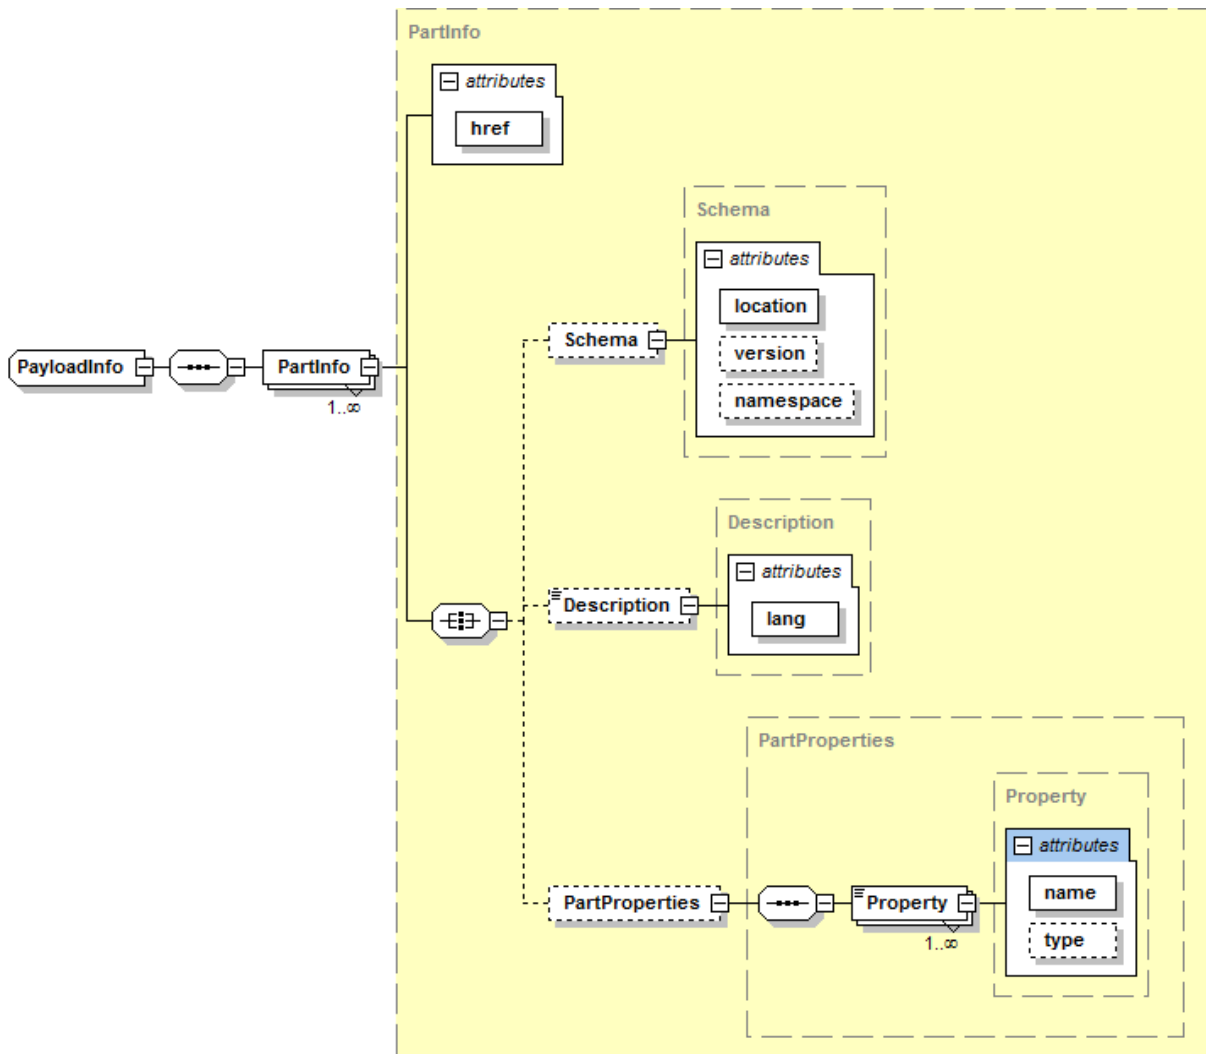 PartInfo
attributes
href
Schema
attributes
location
version
namespace
Schema
PayloadInfo
PartInfo
1..∞
Description
attributes
lang
Description
PartProperties
Property
attributes
name
type
PartProperties
Property
1..∞